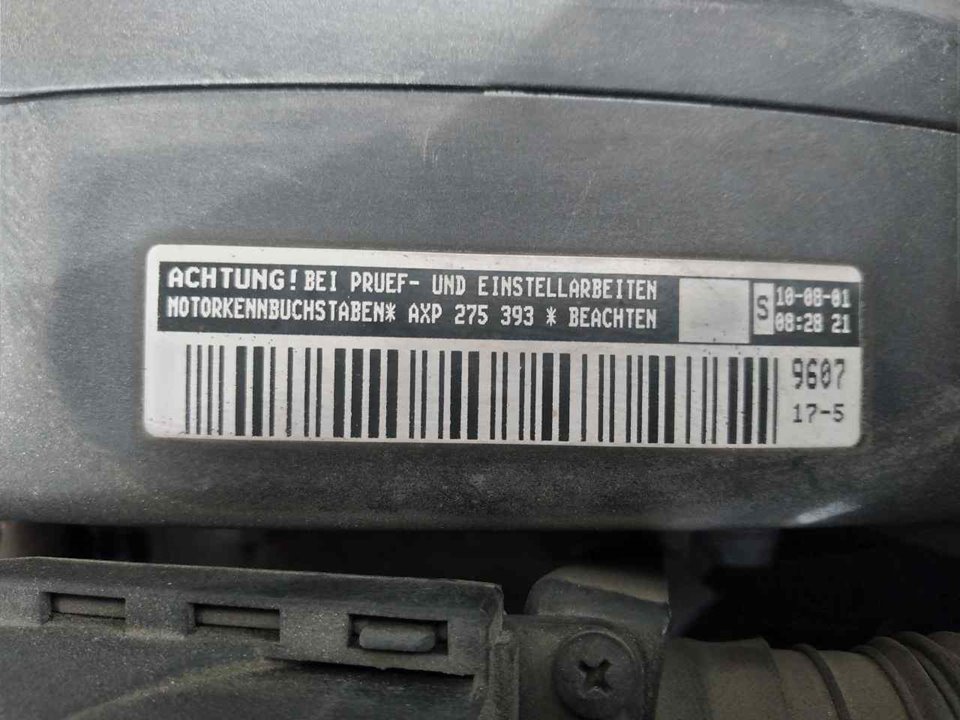 ACHTUNG! BEI PRUEF- UND EINSTELLARBEITEN
MOTORKENNBUCHSTABEN* AXP 275 393 * BEACHTEN
S
10-08-01
08:28 21
9607
17-5